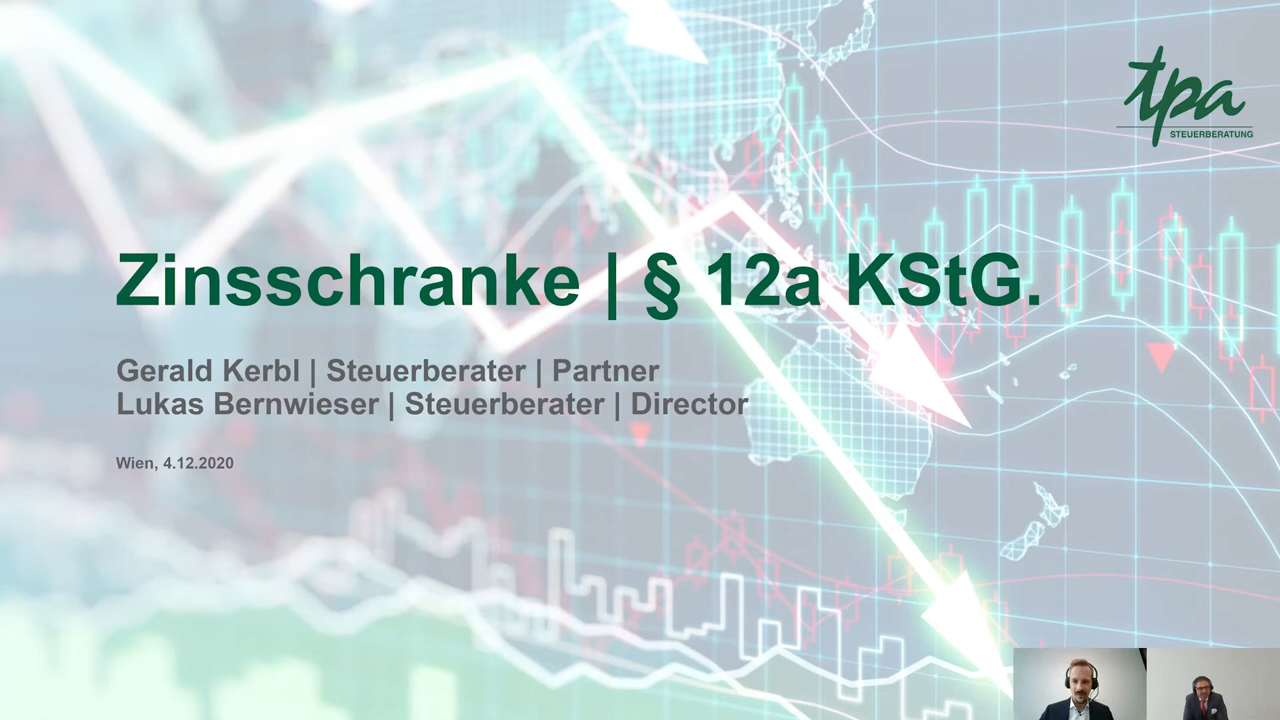 tpa
STEUERBERATUNG
Zinsschranke | § 12a KStG.
Gerald Kerbl | Steuerberater | Partner
Lukas Bernwieser | Steuerberater | Director
Wien, 4.12.2020